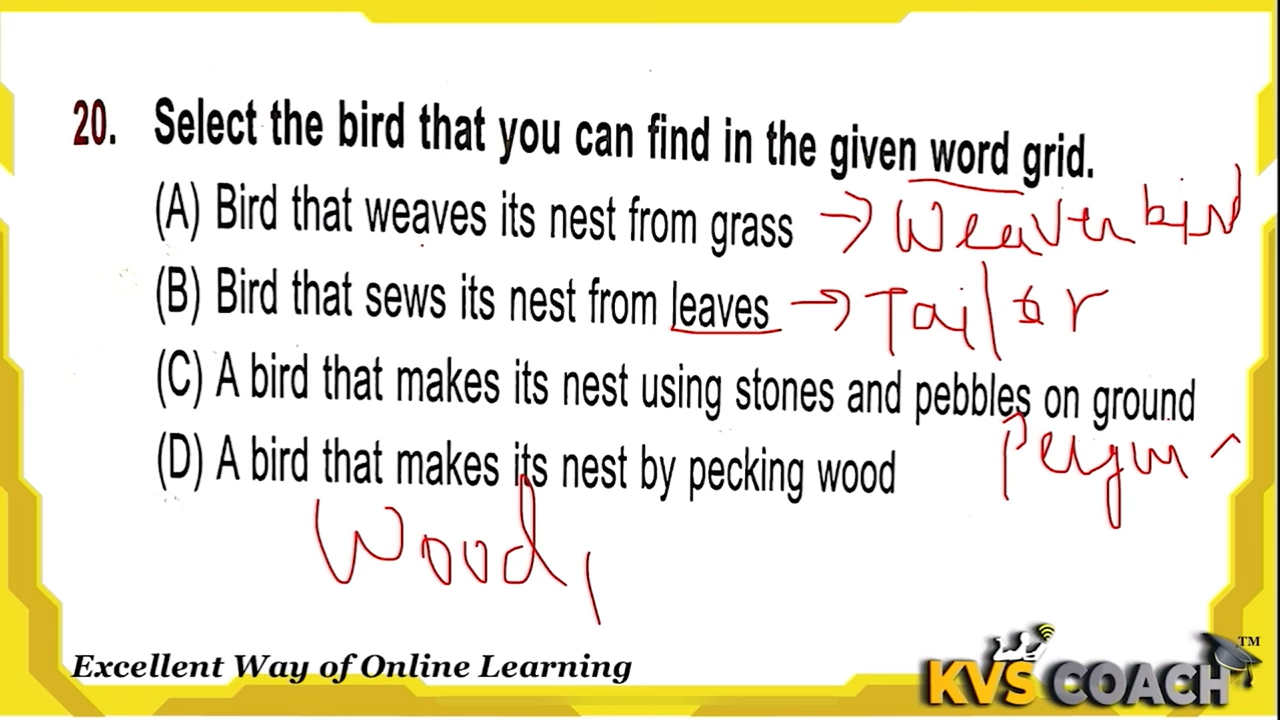 20. Select the bird that you can find in the given word grid.
(A) Bird that weaves its nest from grass → Weaver bird
(B) Bird that sews its nest from leaves → Tailor
(C) A bird that makes its nest using stones and pebbles on ground
(D) A bird that makes its nest by pecking wood
Wood
Excellent Way of Online Learning
KVS COACH TM